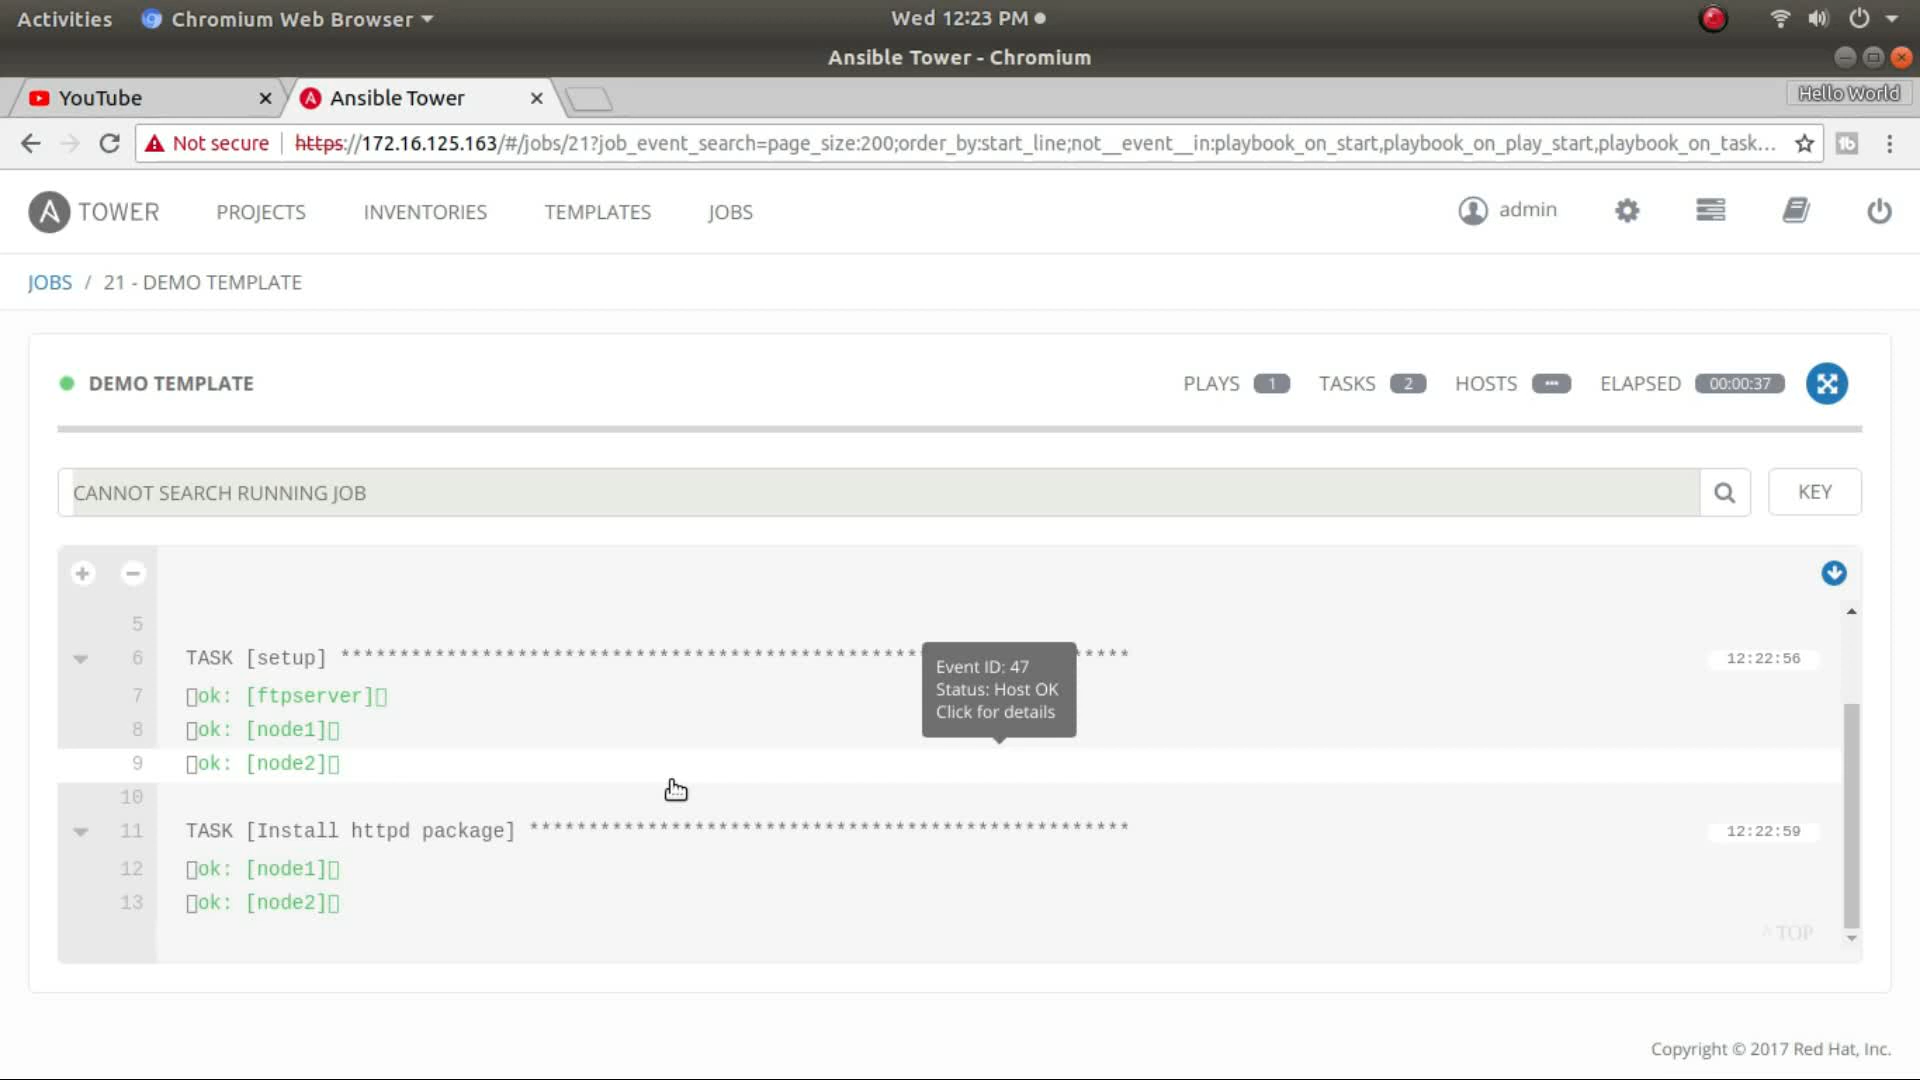 Activities Chromium Web Browser Wed 12:23 PM
Ansible Tower - Chromium
YouTube Ansible Tower Hello World
Not secure https://172.16.125.163/#/jobs/21?job_event_search=page_size:200;order_by:start_line;not__event__in:playbook_on_start,playbook_on_play_start,playbook_on_task...
A TOWER PROJECTS INVENTORIES TEMPLATES JOBS admin
JOBS / 21 - DEMO TEMPLATE
DEMO TEMPLATE PLAYS 1 TASKS 2 HOSTS ... ELAPSED 00:00:37
CANNOT SEARCH RUNNING JOB KEY
5
6 TASK [setup] ******************************************************************* 12:22:56
Event ID: 47
Status: Host OK
Click for details
7 ok: [ftpserver]
8 ok: [node1]
9 ok: [node2]
10
11 TASK [Install httpd package] *************************************************** 12:22:59
12 ok: [node1]
13 ok: [node2]
^ TOP
Copyright © 2017 Red Hat, Inc.